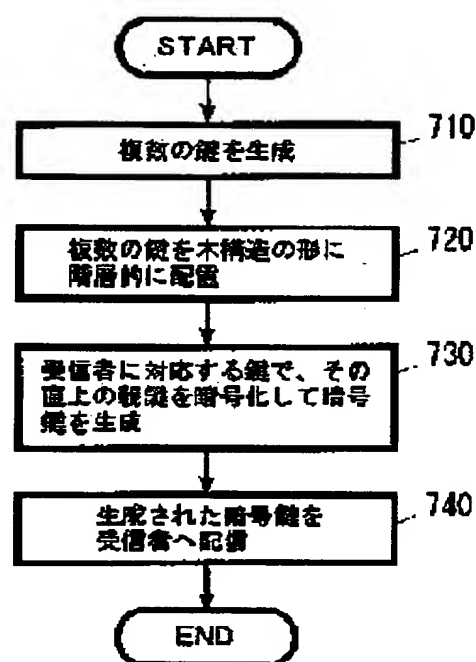 START
複数の鍵を生成
710
複数の鍵を木構造の形に
階層的に配置
720
受信者に対応する鍵で、その
直上の親鍵を暗号化して暗号
鍵を生成
730
生成された暗号鍵を
受信者へ配信
740
END